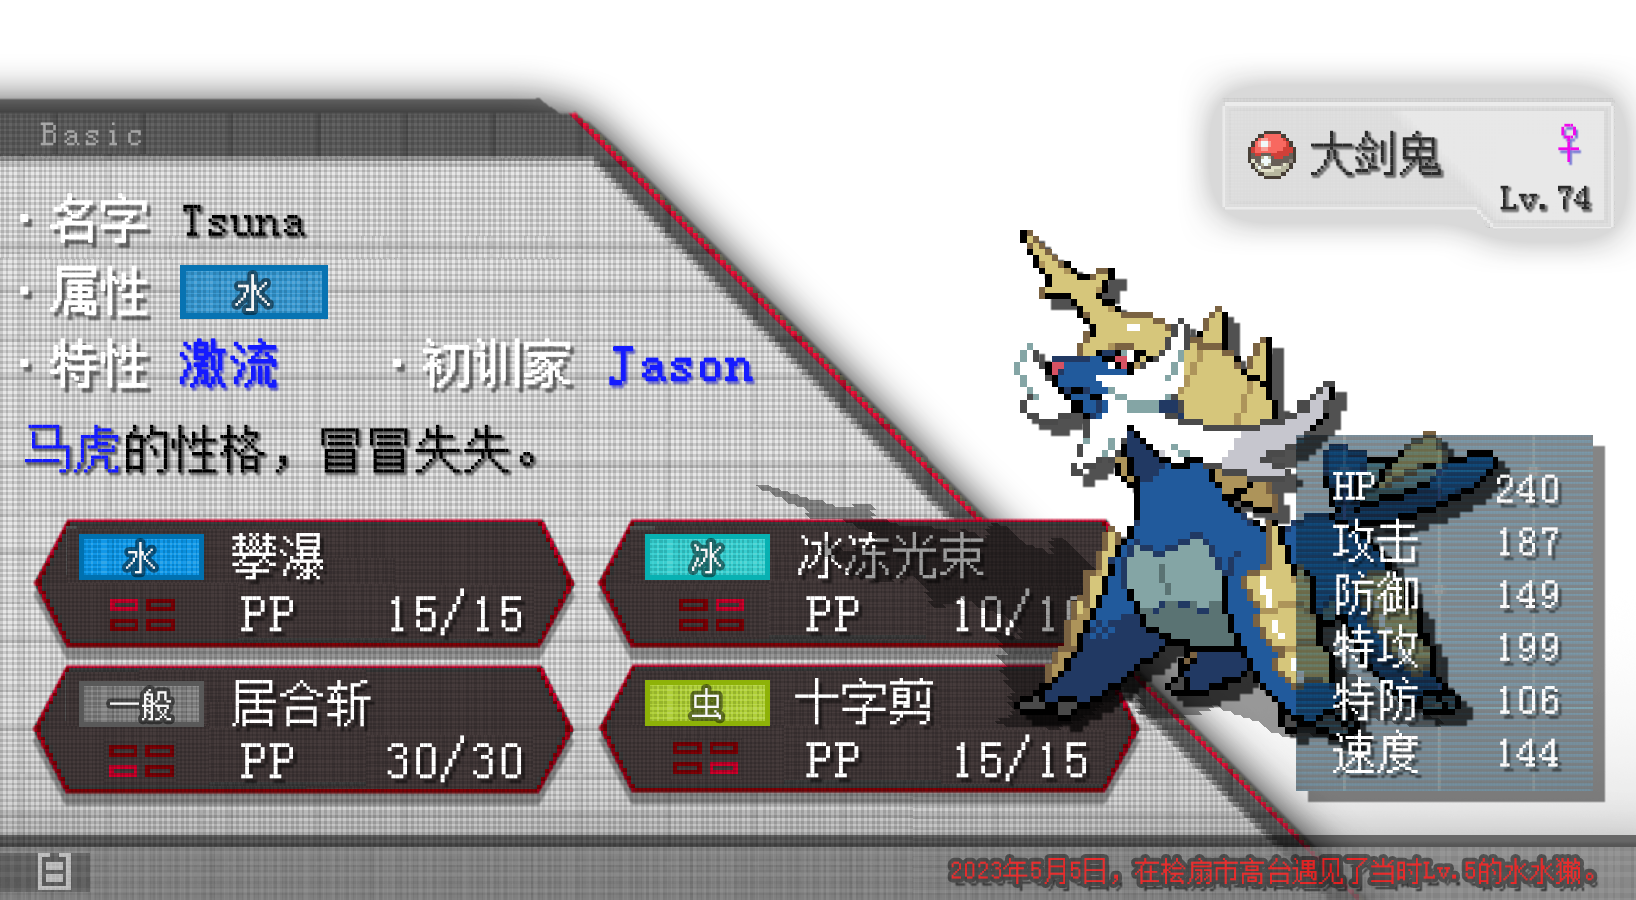 Basic
大剑鬼 ♀
Lv.74
·名字 Tsuna
·属性 水
·特性 激流 ·初训家 Jason
马虎的性格，冒冒失失。
水 攀瀑
PP 15/15
冰 冰冻光束
PP 10/10
一般 居合斩
PP 30/30
虫 十字剪
PP 15/15
HP 240
攻击 187
防御 149
特攻 199
特防 106
速度 144
2023年5月5日，在桧扇市高台遇见了当时Lv.5的水水獭。